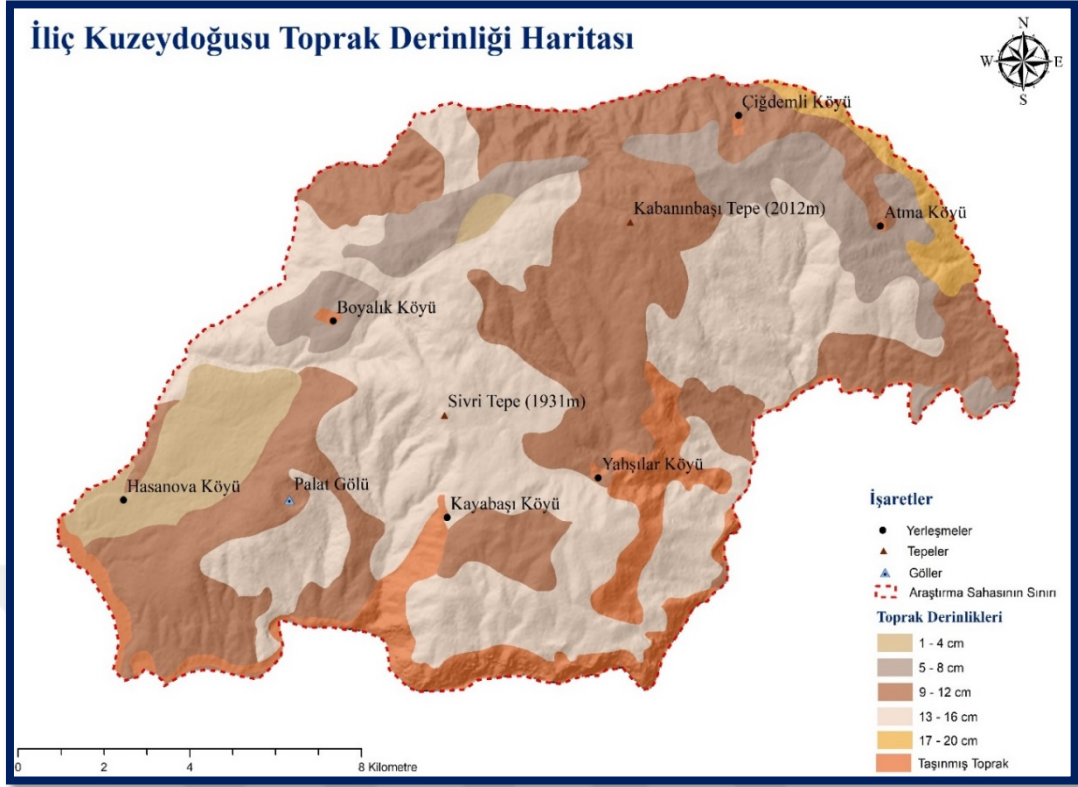 İliç Kuzeydoğusu Toprak Derinliği Haritası
N
W E
S
Çiğdemli Köyü
Kabanınbaşı Tepe (2012m)
Atma Köyü
Boyalık Köyü
Sivri Tepe (1931m)
Yahşılar Köyü
Hasanova Köyü
Palat Gölü
Kayabaşı Köyü
İşaretler
Yerleşmeler
Tepeler
Göller
Araştırma Sahasının Sınırı
Toprak Derinlikleri
1 - 4 cm
5 - 8 cm
9 - 12 cm
13 - 16 cm
17 - 20 cm
Taşınmış Toprak
0 2 4 8 Kilometre